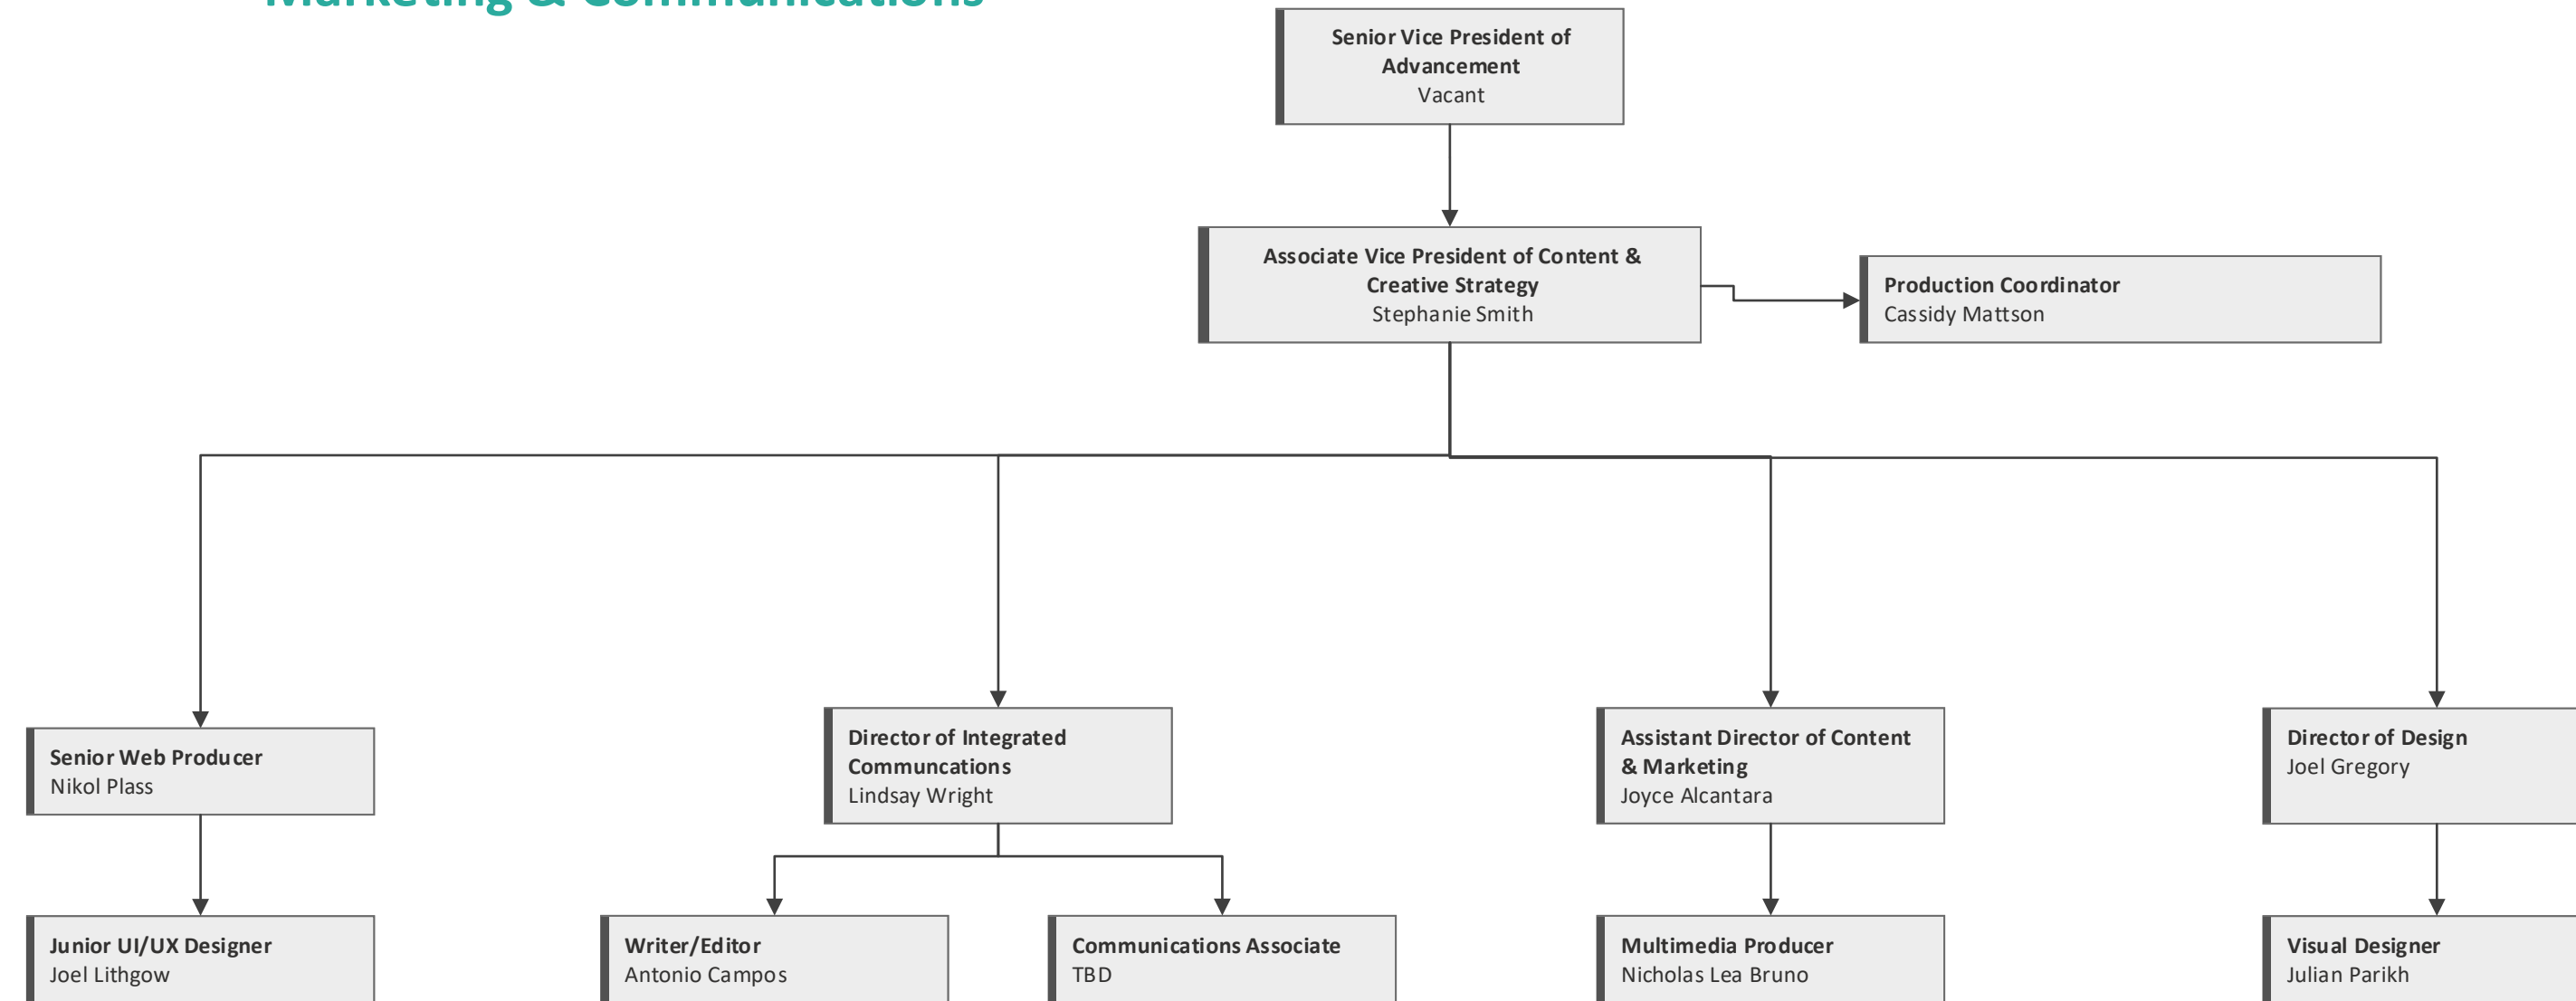 Marketing & Communications
Senior Vice President of
Advancement
Vacant
Associate Vice President of Content &
Creative Strategy
Stephanie Smith
Production Coordinator
Cassidy Mattson
Senior Web Producer
Nikol Plass
Director of Integrated
Communcations
Lindsay Wright
Assistant Director of Content
& Marketing
Joyce Alcantara
Director of Design
Joel Gregory
Junior UI/UX Designer
Joel Lithgow
Writer/Editor
Antonio Campos
Communications Associate
TBD
Multimedia Producer
Nicholas Lea Bruno
Visual Designer
Julian Parikh